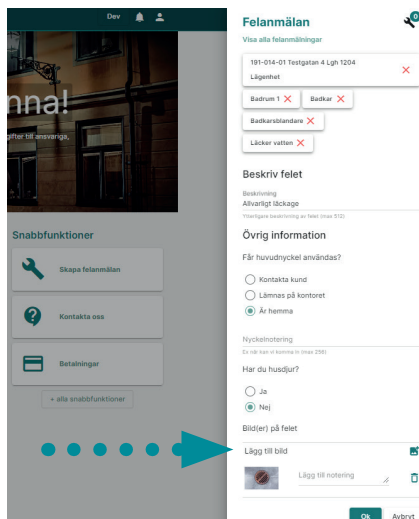 Dev
nna!
gifter till ansvariga,
Snabbfunktioner
Skapa felanmälan
Kontakta oss
Betalningar
+ alla snabbfunktioner
Felanmälan
0
Visa alla felanmälningar
191-014-01 Testgatan 4 Lgh 1204
Lägenhet
Badrum 1
Badkar
Badkarsblandare
Läcker vatten
Beskriv felet
Beskrivning
Allvarligt läckage
Ytterligare beskrivning av felet (max 512)
Övrig information
Får huvudnyckel användas?
Kontakta kund
Lämnas på kontoret
Är hemma
Nyckelnotering
Ex när kan vi komma in (max 256)
Har du husdjur?
Ja
Nej
Bild(er) på felet
Lägg till bild
Lägg till notering
Ok
Avbryt